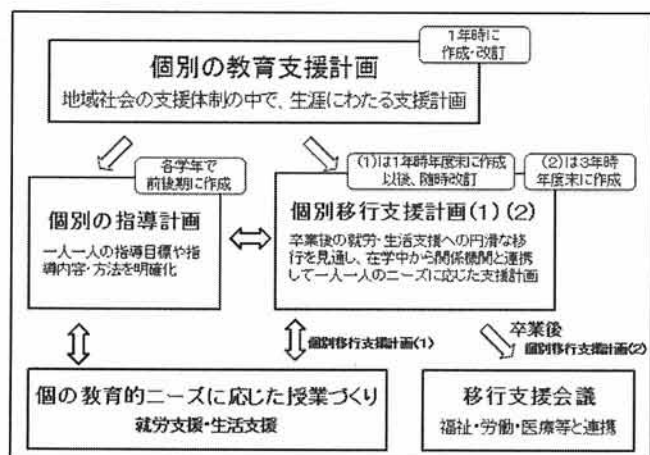 1年時に
作成・改訂
個別の教育支援計画
地域社会の支援体制の中で、生涯にわたる支援計画
各学年で
前後期に作成
(1)は1年時年度末に作成
以後、随時改訂
(2)は3年時
年度末に作成
個別の指導計画
一人一人の指導目標や指
導内容・方法を明確化
個別移行支援計画(1)(2)
卒業後の就労・生活支援への円滑な移
行を見通し、在学中から関係機関と連携
して一人一人のニーズに応じた支援計画
個別移行支援計画(1)
卒業後
個別移行支援計画(2)
個の教育的ニーズに応じた授業づくり
就労支援・生活支援
移行支援会議
福祉・労働・医療等と連携